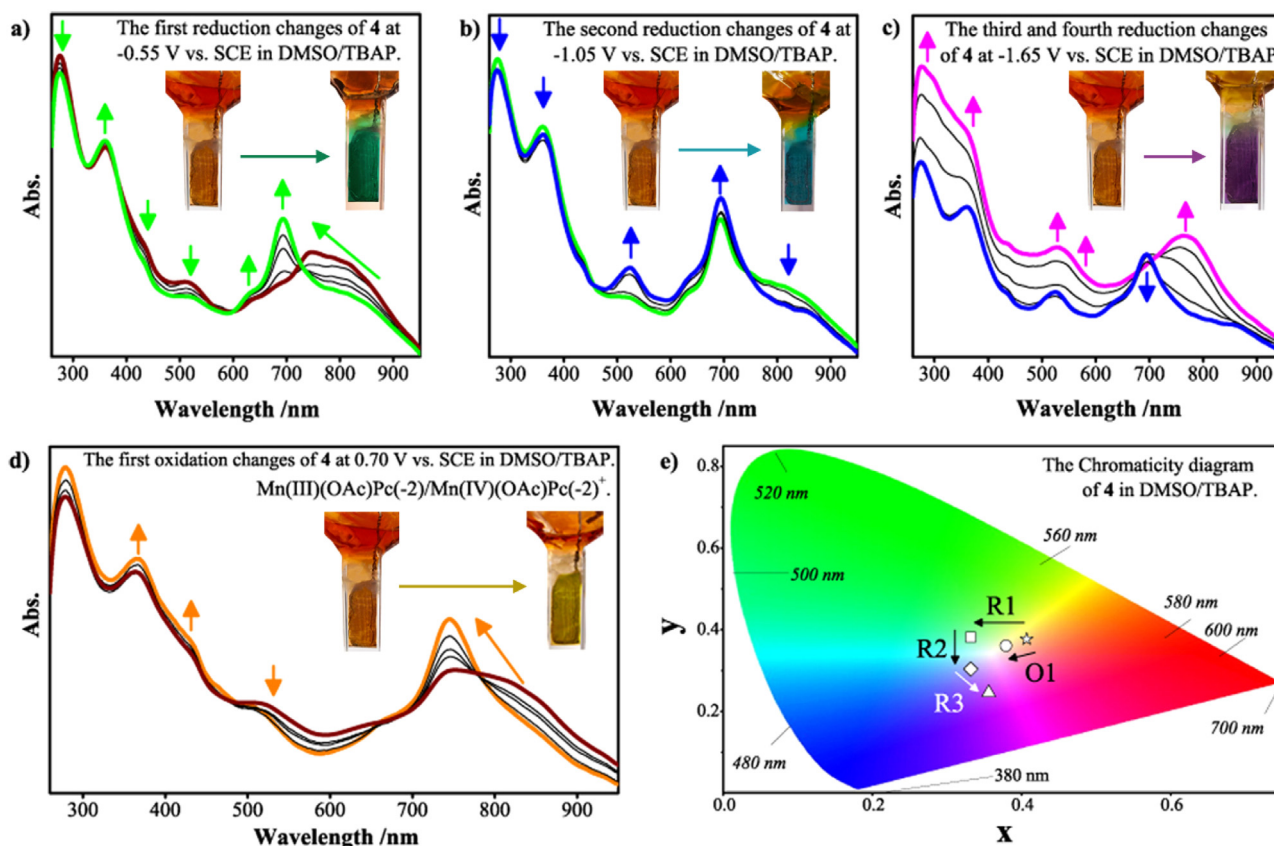 a)
The first reduction changes of 4 at
-0.55 V vs. SCE in DMSO/TBAP.
Abs.
300 400 500 600 700 800 900
Wavelength /nm
b)
The second reduction changes of 4 at
-1.05 V vs. SCE in DMSO/TBAP.
Abs.
300 400 500 600 700 800 900
Wavelength /nm
c)
The third and fourth reduction changes
of 4 at -1.65 V vs. SCE in DMSO/TBAP.
Abs.
300 400 500 600 700 800 900
Wavelength /nm
d)
The first oxidation changes of 4 at 0.70 V vs. SCE in DMSO/TBAP.
Mn(III)(OAc)Pc(-2)/Mn(IV)(OAc)Pc(-2)⁺.
Abs.
300 400 500 600 700 800 900
Wavelength /nm
e)
The Chromaticity diagram
of 4 in DMSO/TBAP.
0.8
0.6
0.4
0.2
y
520 nm
500 nm
560 nm
580 nm
600 nm
700 nm
480 nm
380 nm
R1
R2
R3
O1
0.0 0.2 0.4 0.6
x